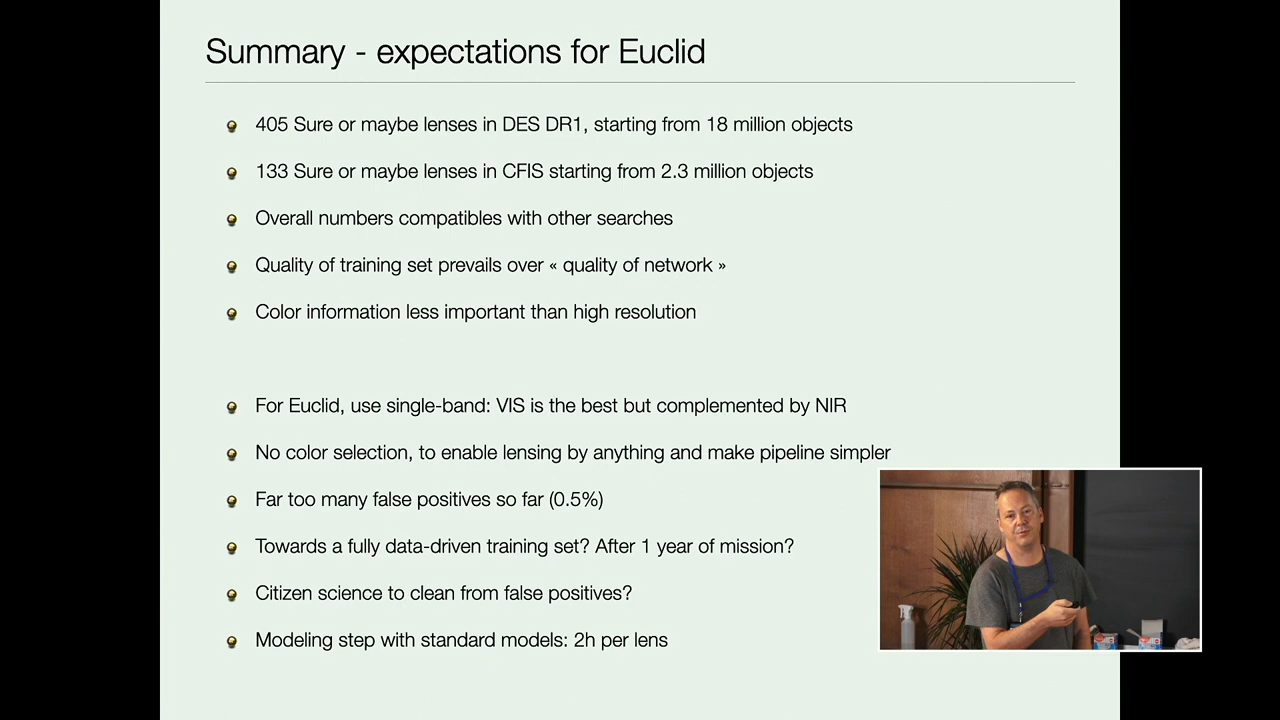 Summary - expectations for Euclid
405 Sure or maybe lenses in DES DR1, starting from 18 million objects
133 Sure or maybe lenses in CFIS starting from 2.3 million objects
Overall numbers compatibles with other searches
Quality of training set prevails over « quality of network »
Color information less important than high resolution
For Euclid, use single-band: VIS is the best but complemented by NIR
No color selection, to enable lensing by anything and make pipeline simpler
Far too many false positives so far (0.5%)
Towards a fully data-driven training set? After 1 year of mission?
Citizen science to clean from false positives?
Modeling step with standard models: 2h per lens